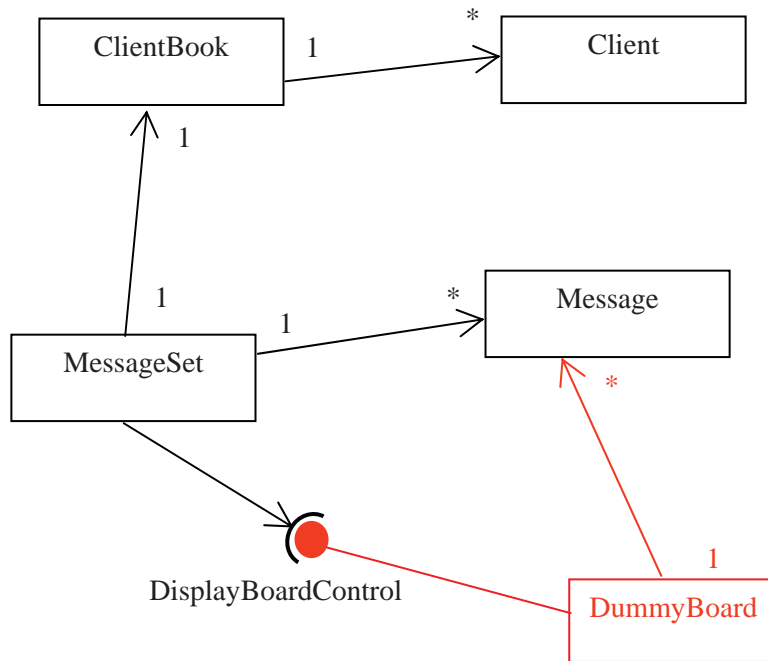 ClientBook
1
*
Client
1
1
MessageSet
1
*
Message
*
DisplayBoardControl
1
DummyBoard